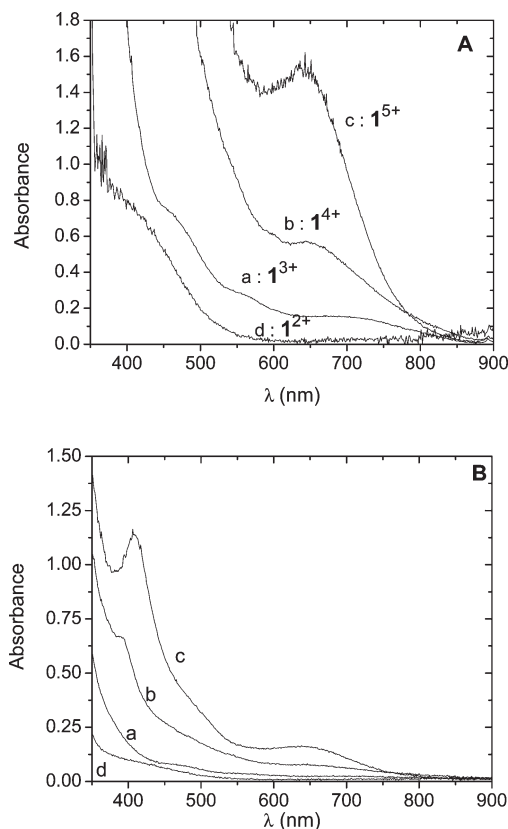 1.8
A
1.6
1.4
c : 1⁵⁺
1.2
1.0
0.8
b : 1⁴⁺
0.6
a : 1³⁺
0.4
d : 1²⁺
0.2
0.0
400 500 600 700 800 900
λ (nm)
Absorbance
1.50
B
1.25
1.00
0.75
c
b
0.50
a
0.25
d
0.00
400 500 600 700 800 900
λ (nm)
Absorbance